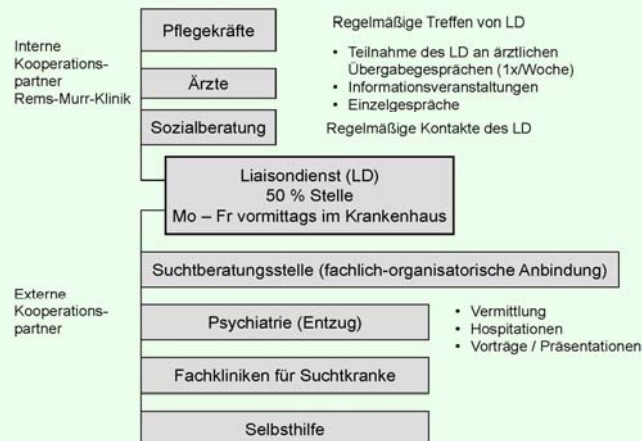 Interne
Kooperations-
partner
Rems-Murr-Klinik
Pflegekräfte
Ärzte
Sozialberatung
Regelmäßige Treffen von LD
• Teilnahme des LD an ärztlichen
Übergabegesprächen (1x/Woche)
• Informationsveranstaltungen
• Einzelgespräche
Regelmäßige Kontakte des LD
Liaisondienst (LD)
50 % Stelle
Mo – Fr vormittags im Krankenhaus
Externe
Kooperations-
partner
Suchtberatungsstelle (fachlich-organisatorische Anbindung)
Psychiatrie (Entzug)
Fachkliniken für Suchtkranke
Selbsthilfe
• Vermittlung
• Hospitationen
• Vorträge / Präsentationen